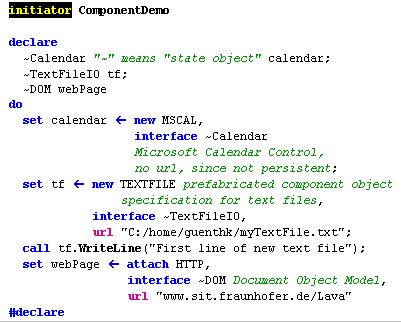 initiator ComponentDemo
declare
~Calendar "~" means "state object" calendar;
~TextFileIO tf;
~DOM webPage
do
set calendar ← new MSCAL,
interface ~Calendar
Microsoft Calendar Control,
no url, since not persistent;
set tf ← new TEXTFILE prefabricated component object
specification for text files,
interface ~TextFileIO,
url "C:/home/guenthk/myTextFile.txt";
call tf.WriteLine("First line of new text file");
set webPage ← attach HTTP,
interface ~DOM Document Object Model,
url "www.sit.fraunhofer.de/Lava"
#declare